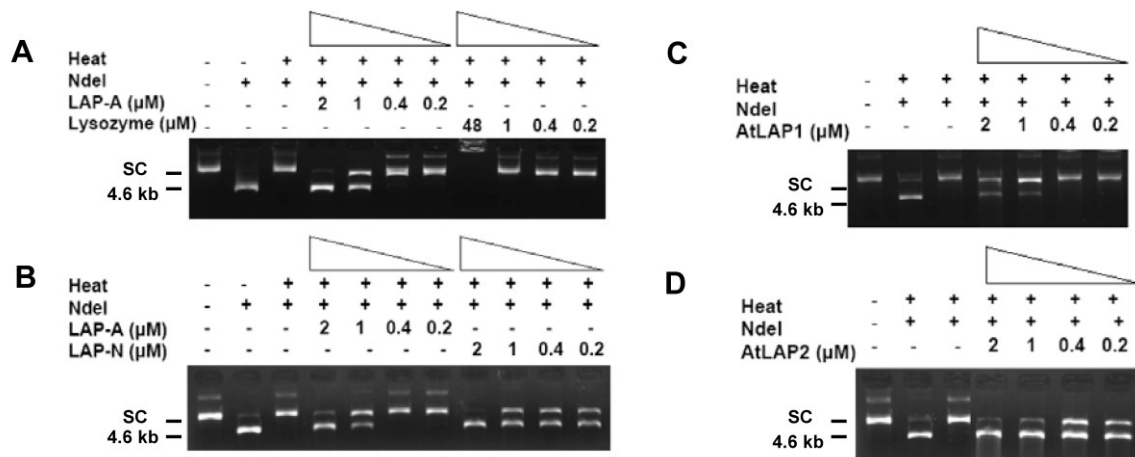 A
Heat - - + + + + + + + + +
NdeI - + + + + + + + + + +
LAP-A (μM) - - - 2 1 0.4 0.2 - - - -
Lysozyme (μM) - - - - - - - 48 1 0.4 0.2
SC
4.6 kb
B
Heat - - + + + + + + + + +
NdeI - + + + + + + + + + +
LAP-A (μM) - - - 2 1 0.4 0.2 - - - -
LAP-N (μM) - - - - - - - 2 1 0.4 0.2
SC
4.6 kb
C
Heat - + + + + + +
NdeI - + + + + + +
AtLAP1 (μM) - - - 2 1 0.4 0.2
SC
4.6 kb
D
Heat - + + + + + +
NdeI - + + + + + +
AtLAP2 (μM) - - - 2 1 0.4 0.2
SC
4.6 kb